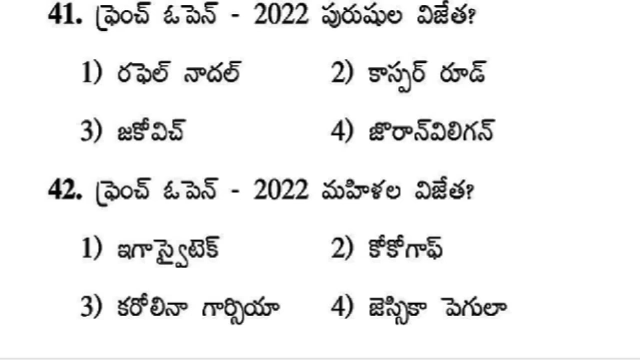 41. ఫ్రెంచ్ ఓపెన్ - 2022 పురుషుల విజేత?
1) రఫెల్ నాదల్ 2) కాస్పర్ రూడ్
3) జకోవిచ్ 4) జొరాన్‌విలిగన్
42. ఫ్రెంచ్ ఓపెన్ - 2022 మహిళల విజేత?
1) ఇగాస్వైటెక్ 2) కోకోగాఫ్
3) కరోలినా గార్సియా 4) జెస్సికా పెగులా